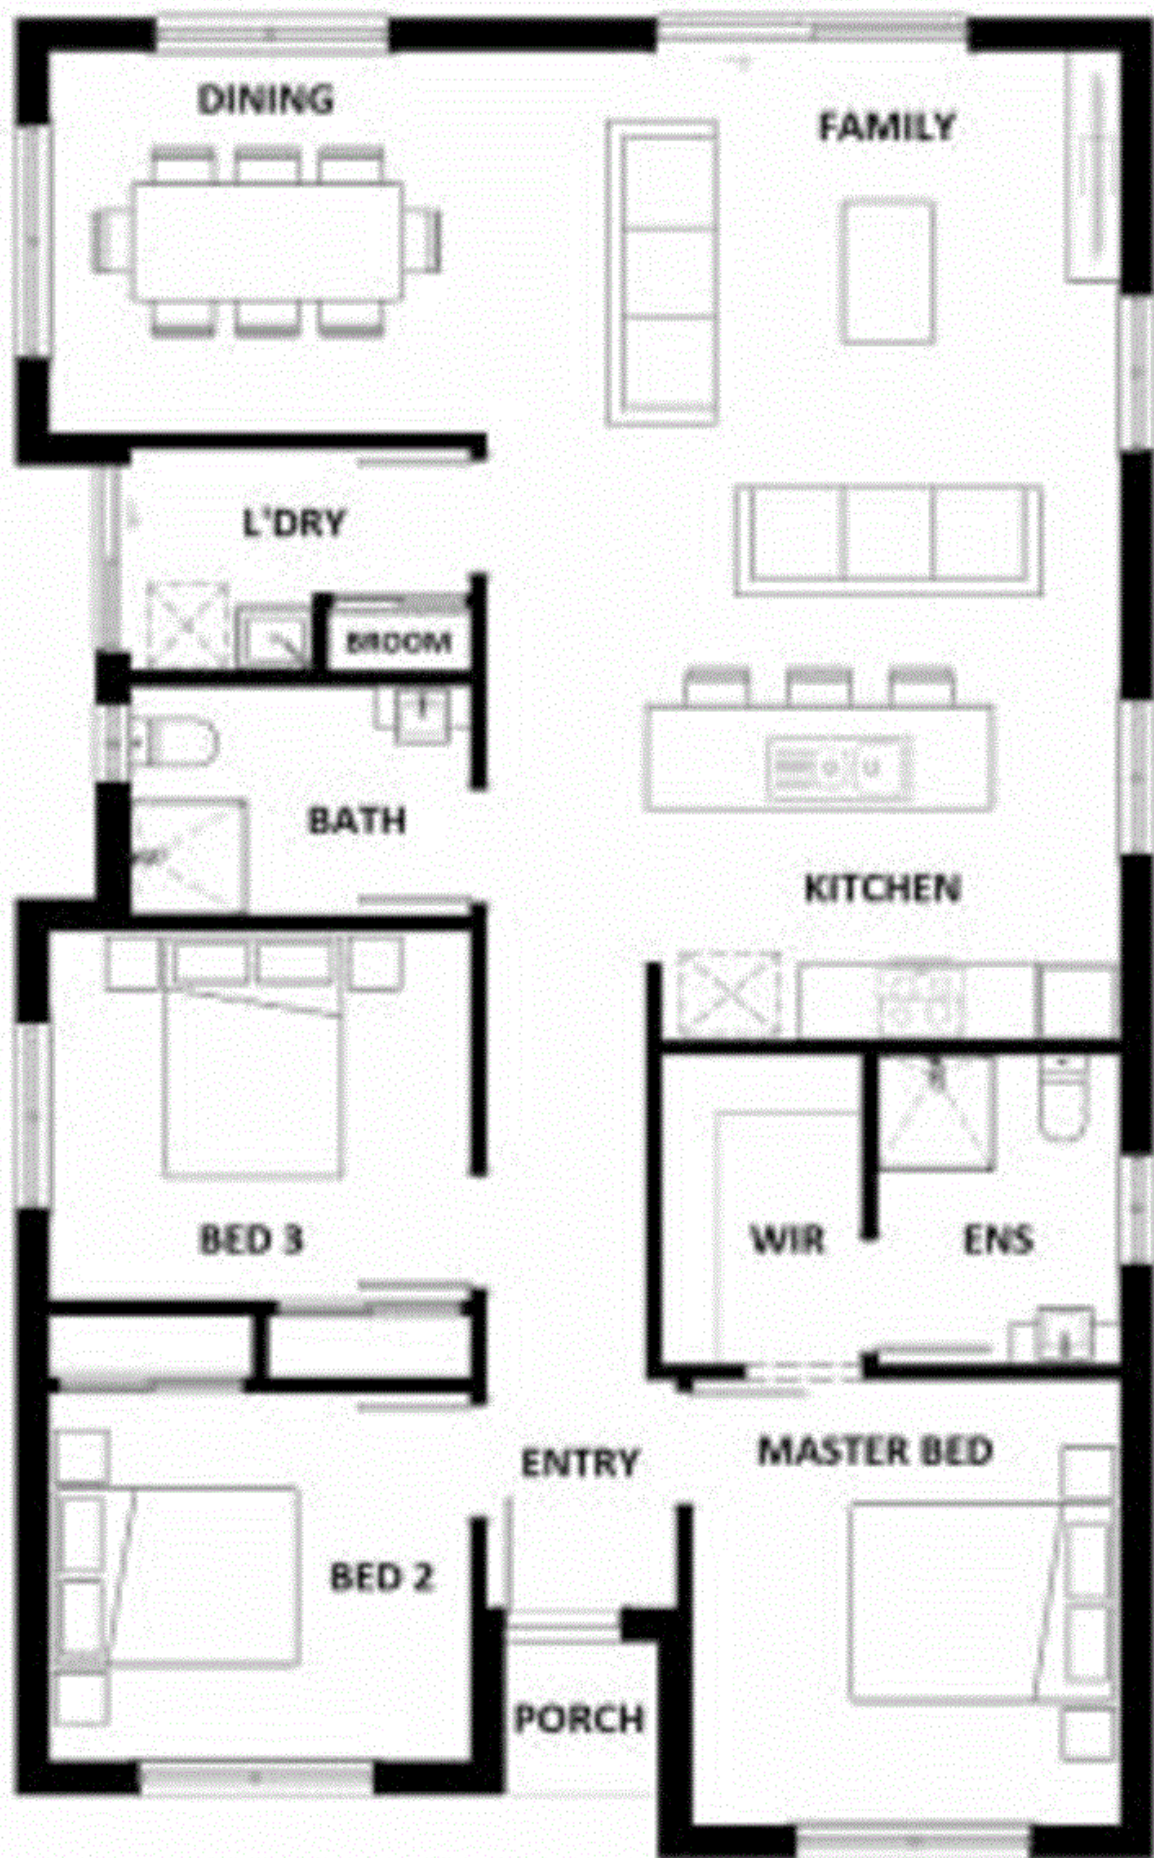 DINING
FAMILY
L'DRY
BROOM
BATH
KITCHEN
BED 3
WIR
ENS
ENTRY
MASTER BED
BED 2
PORCH